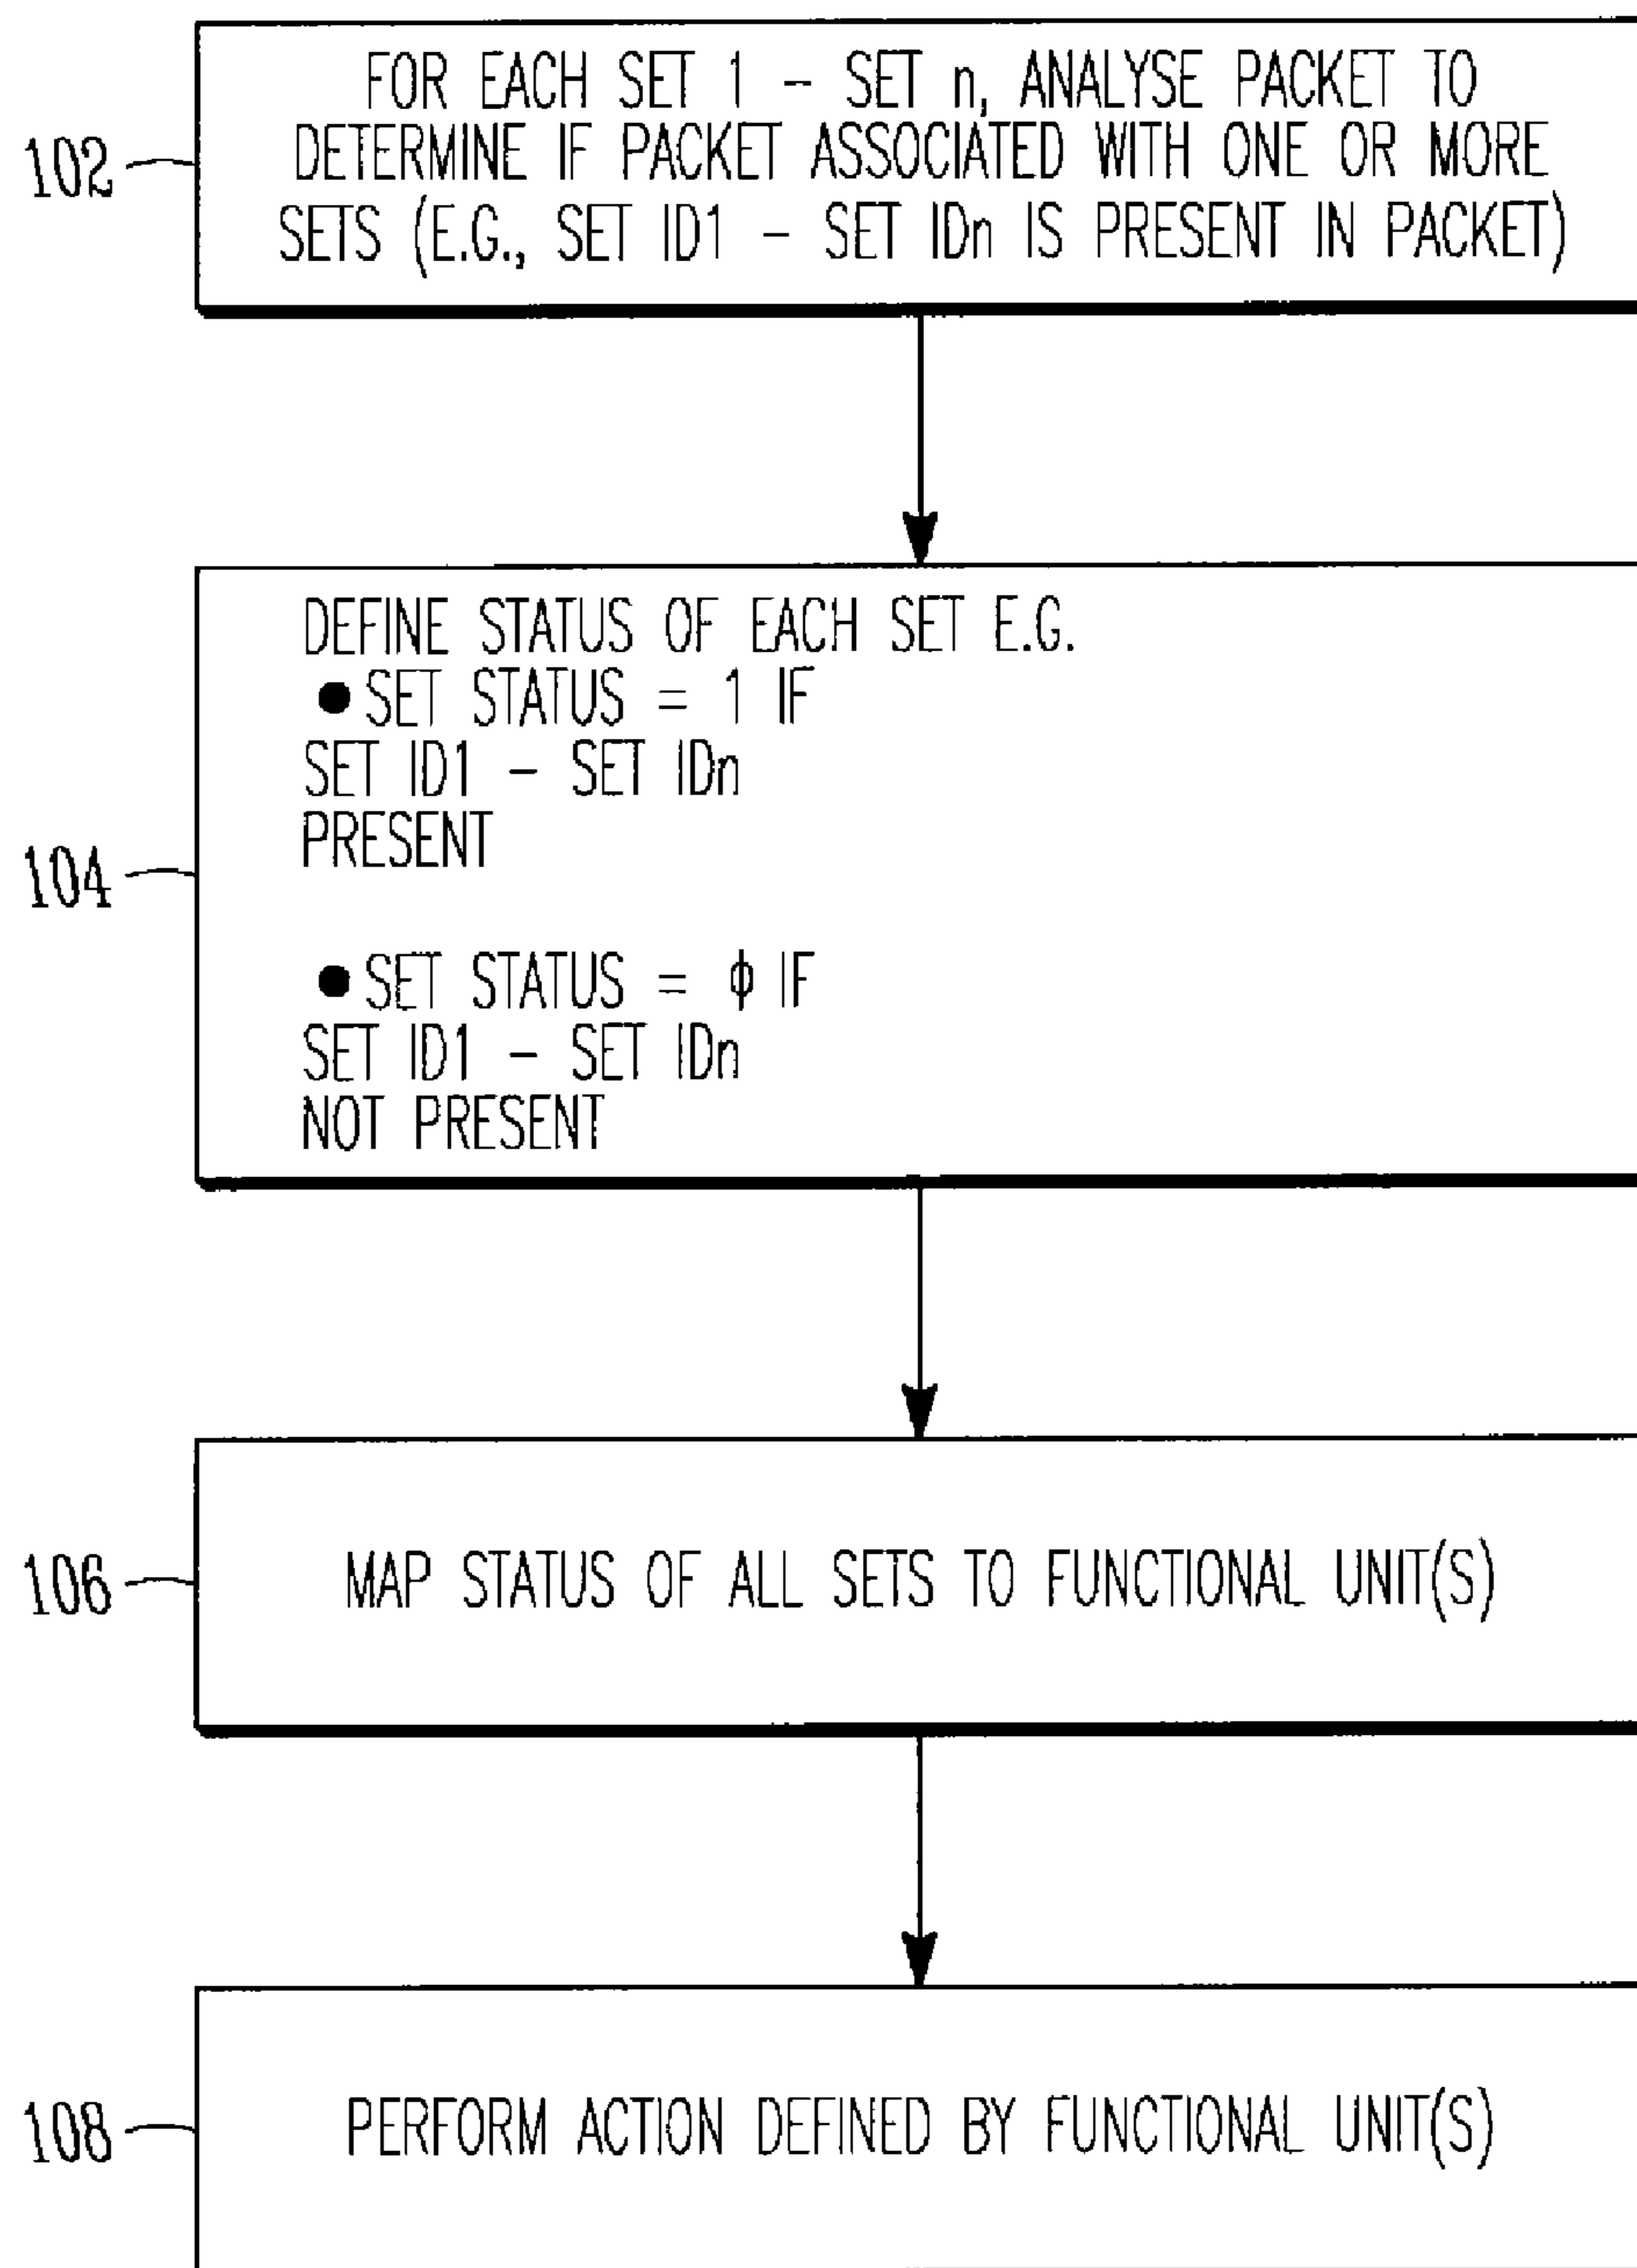 FOR EACH SET 1 – SET n, ANALYSE PACKET TO
DETERMINE IF PACKET ASSOCIATED WITH ONE OR MORE
SETS (E.G., SET ID1 – SET IDn IS PRESENT IN PACKET)
102
DEFINE STATUS OF EACH SET E.G.
● SET STATUS = 1 IF
SET ID1 – SET IDn
PRESENT
104
● SET STATUS = ϕ IF
SET ID1 – SET IDn
NOT PRESENT
106
MAP STATUS OF ALL SETS TO FUNCTIONAL UNIT(S)
108
PERFORM ACTION DEFINED BY FUNCTIONAL UNIT(S)